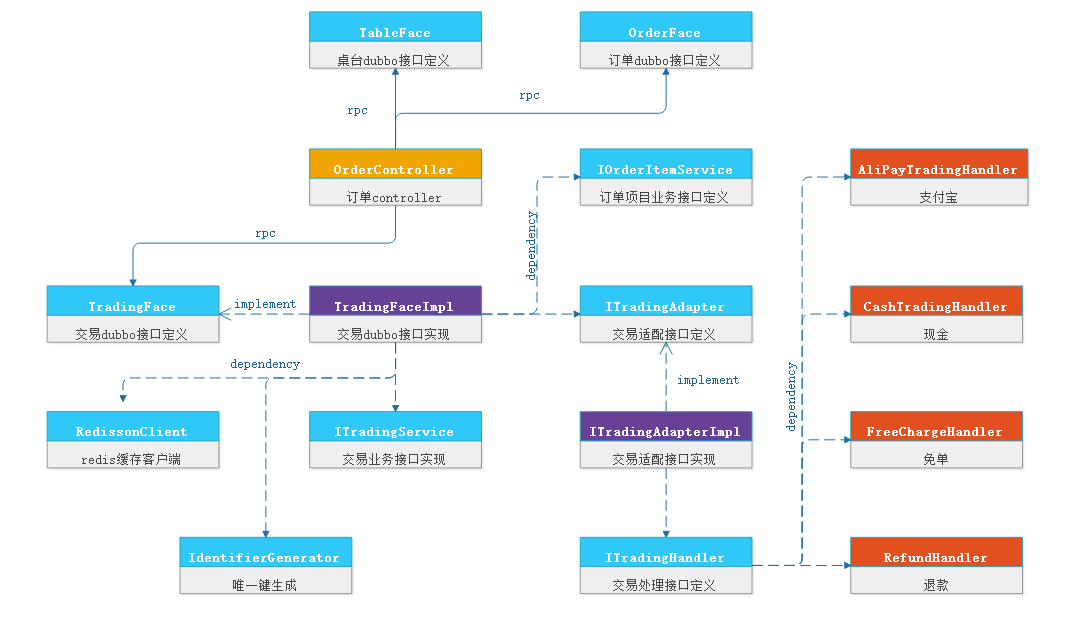 TableFace
桌台dubbo接口定义
OrderFace
订单dubbo接口定义
rpc
rpc
OrderController
订单controller
IOrderItemService
订单项目业务接口定义
AliPayTradingHandler
支付宝
rpc
dependency
TradingFace
交易dubbo接口定义
implement
TradingFaceImpl
交易dubbo接口实现
ITradingAdapter
交易适配接口定义
CashTradingHandler
现金
dependency
implement
dependency
RedissonClient
redis缓存客户端
ITradingService
交易业务接口实现
ITradingAdapterImpl
交易适配接口实现
FreeChargeHandler
免单
IdentifierGenerator
唯一键生成
ITradingHandler
交易处理接口定义
RefundHandler
退款